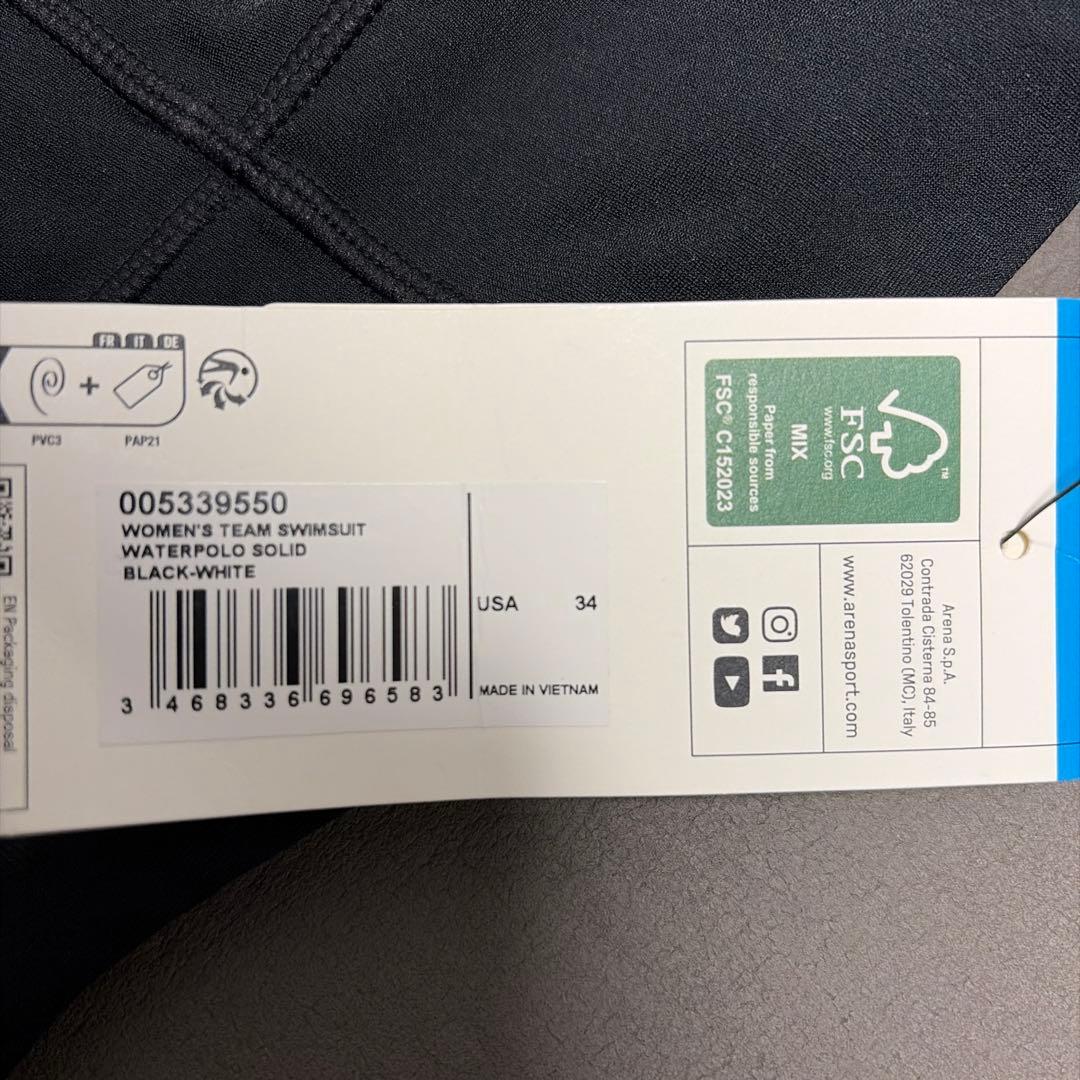 FR IT DE
+
PVC3 PAP21
EN Packaging disposal
005339550
WOMEN'S TEAM SWIMSUIT
WATERPOLO SOLID
BLACK-WHITE
USA 34
3 468336 696583
MADE IN VIETNAM
FSC
www.fsc.org
MIX
Paper from
responsible sources
FSC® C152023
TM
Arena S.p.A.
Contrada Cisterna 84-85
62029 Tolentino (MC), Italy
www.arenasport.com
f